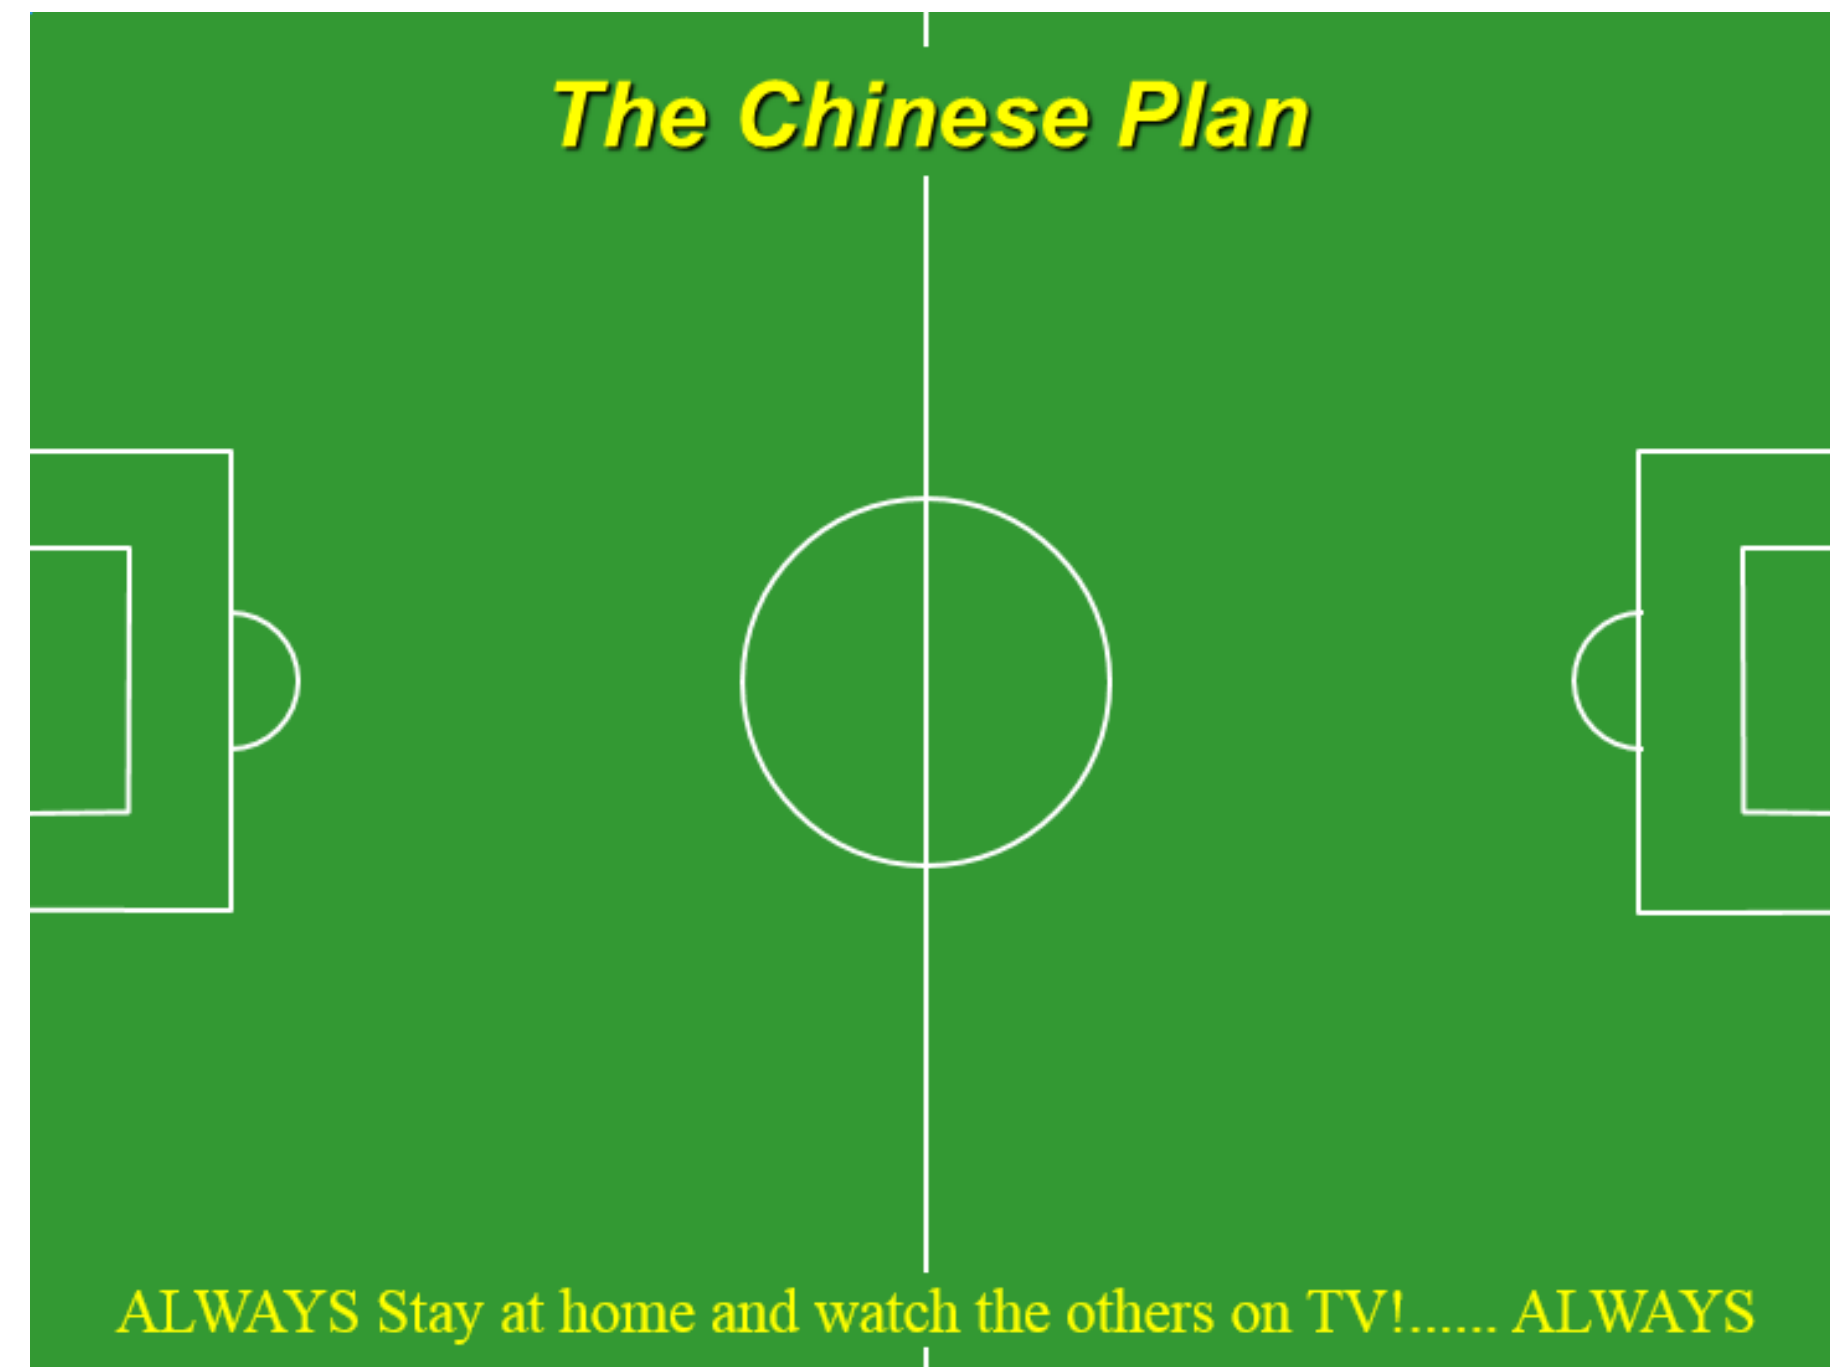 The Chinese Plan
ALWAYS Stay at home and watch the others on TV!...... ALWAYS